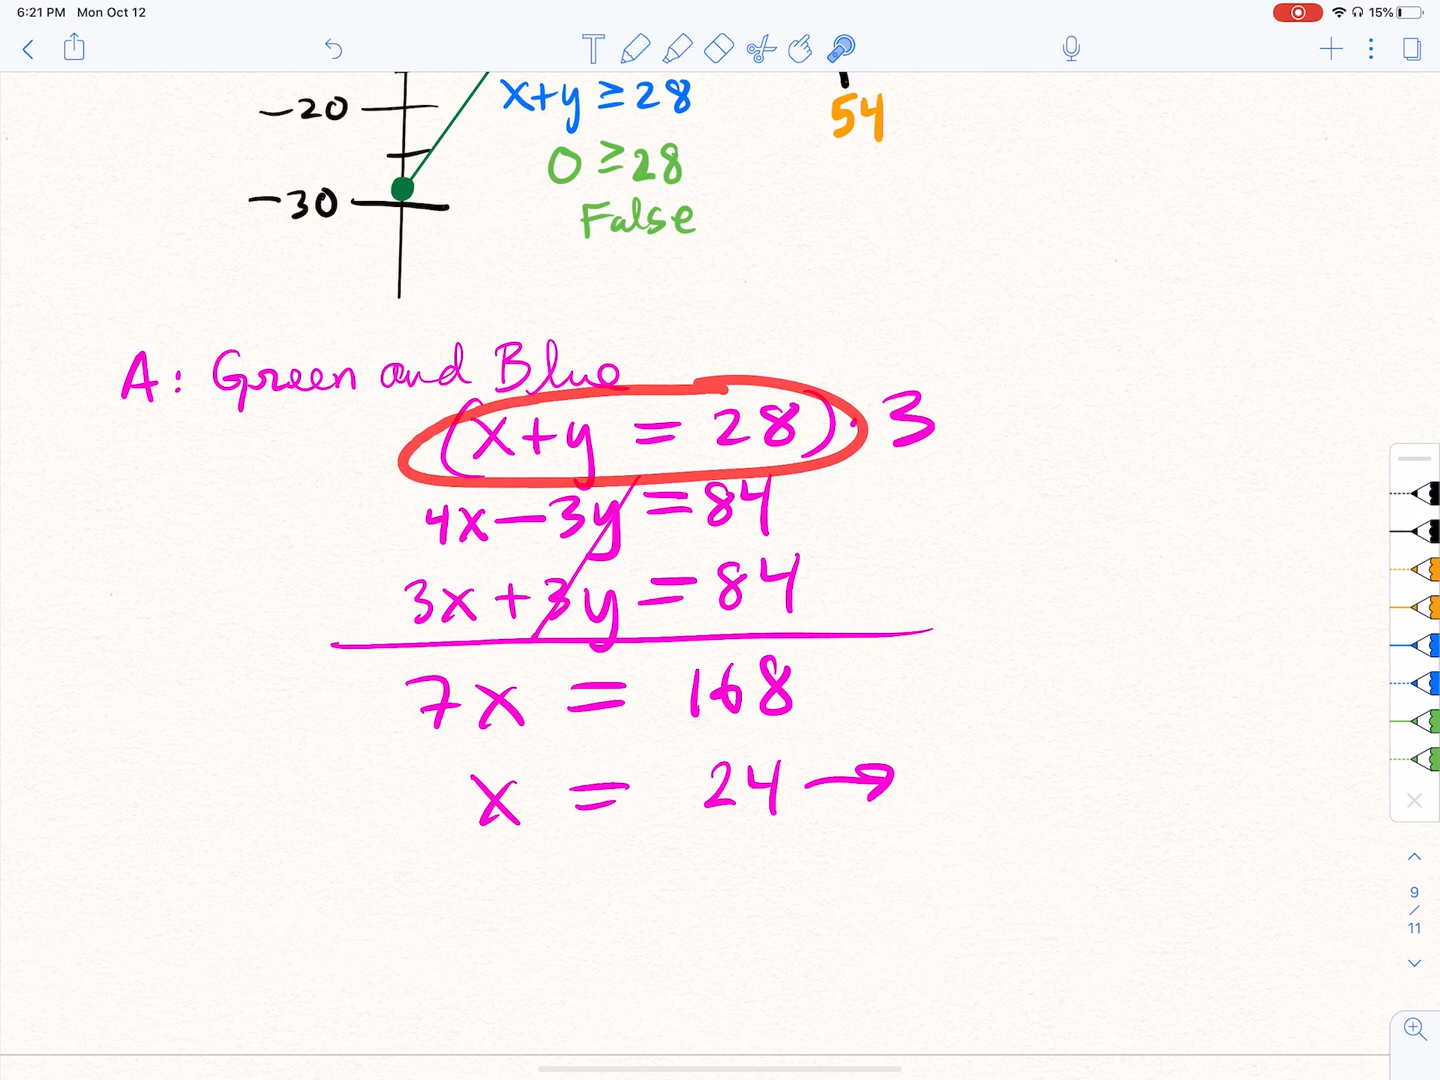 6:21 PM Mon Oct 12
15%
-20
x+y ≥ 28
54
0 ≥ 28
-30
False
A: Green and Blue
(x+y = 28)·3
4x-3y=84
3x+3y=84
7x = 168
x = 24 →
9
/
11